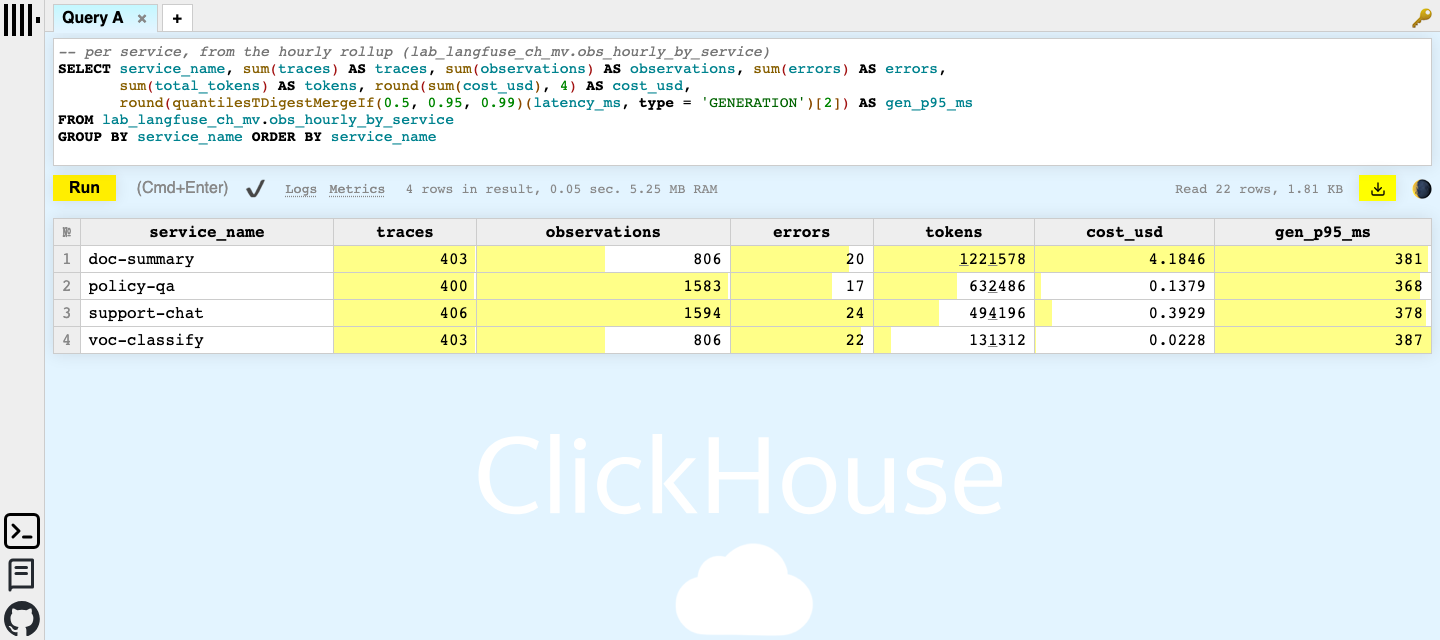 Query A × +
-- per service, from the hourly rollup (lab_langfuse_ch_mv.obs_hourly_by_service)
SELECT service_name, sum(traces) AS traces, sum(observations) AS observations, sum(errors) AS errors,
sum(total_tokens) AS tokens, round(sum(cost_usd), 4) AS cost_usd,
round(quantilesTDigestMergeIf(0.5, 0.95, 0.99)(latency_ms, type = 'GENERATION')[2]) AS gen_p95_ms
FROM lab_langfuse_ch_mv.obs_hourly_by_service
GROUP BY service_name ORDER BY service_name
Run (Cmd+Enter) ✔ Logs Metrics 4 rows in result, 0.05 sec. 5.25 MB RAM Read 22 rows, 1.81 KB
№ service_name traces observations errors tokens cost_usd gen_p95_ms
1 doc-summary 403 806 20 1221578 4.1846 381
2 policy-qa 400 1583 17 632486 0.1379 368
3 support-chat 406 1594 24 494196 0.3929 378
4 voc-classify 403 806 22 131312 0.0228 387
ClickHouse